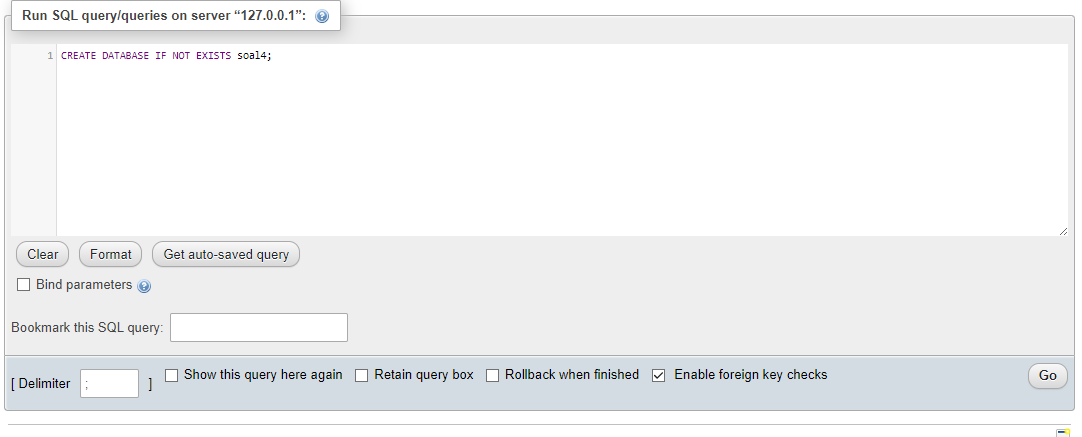 Run SQL query/queries on server “127.0.0.1”:
1 CREATE DATABASE IF NOT EXISTS soal4;
Clear Format Get auto-saved query
Bind parameters
Bookmark this SQL query:
[ Delimiter ; ] Show this query here again Retain query box Rollback when finished Enable foreign key checks Go